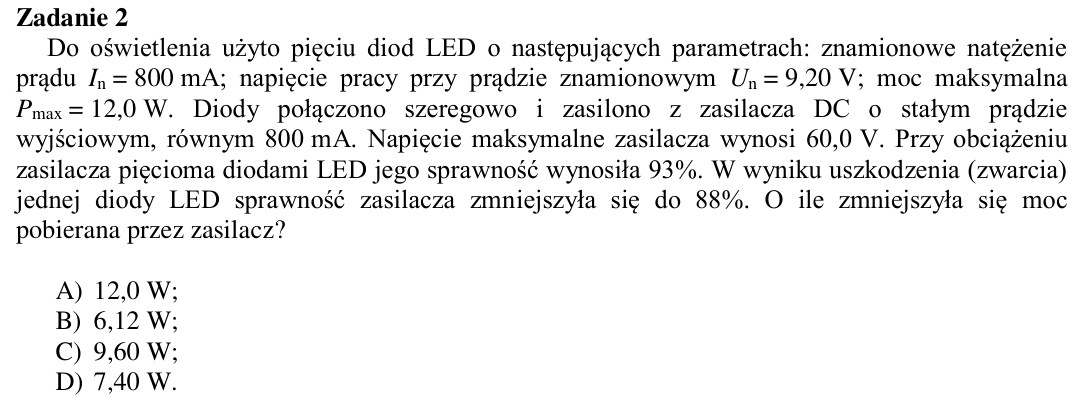 Zadanie 2
Do oświetlenia użyto pięciu diod LED o następujących parametrach: znamionowe natężenie
prądu Iₙ = 800 mA; napięcie pracy przy prądzie znamionowym Uₙ = 9,20 V; moc maksymalna
Pmax = 12,0 W. Diody połączono szeregowo i zasilono z zasilacza DC o stałym prądzie
wyjściowym, równym 800 mA. Napięcie maksymalne zasilacza wynosi 60,0 V. Przy obciążeniu
zasilacza pięcioma diodami LED jego sprawność wynosiła 93%. W wyniku uszkodzenia (zwarcia)
jednej diody LED sprawność zasilacza zmniejszyła się do 88%. O ile zmniejszyła się moc
pobierana przez zasilacz?
A) 12,0 W;
B) 6,12 W;
C) 9,60 W;
D) 7,40 W.